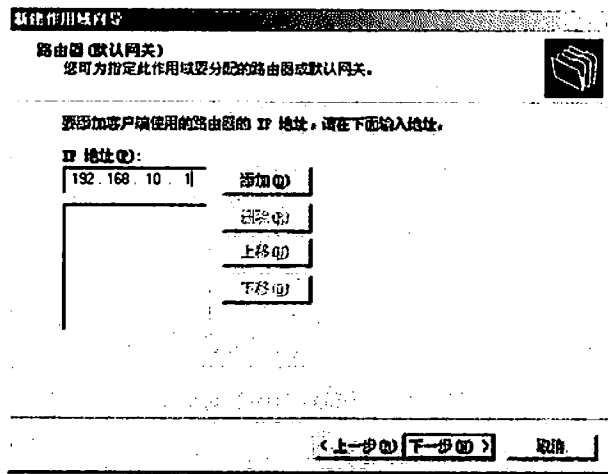 新建作用域向导
路由器(默认网关)
您可为指定此作用域要分配的路由器或默认网关。
要添加客户端使用的路由器的 IP 地址，请在下面输入地址。
IP 地址(P):
192 . 168 . 10 . 1
添加(D)
删除(R)
上移(U)
下移(O)
< 上一步(B)
下一步(N) >
取消